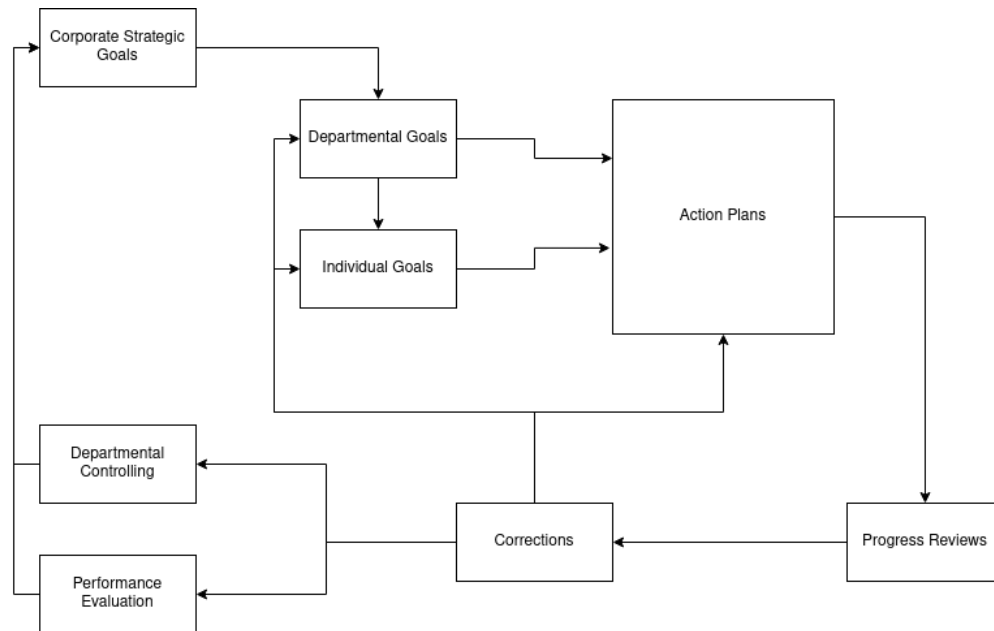 Corporate Strategic
Goals
Departmental Goals
Individual Goals
Action Plans
Departmental
Controlling
Performance
Evaluation
Corrections
Progress Reviews